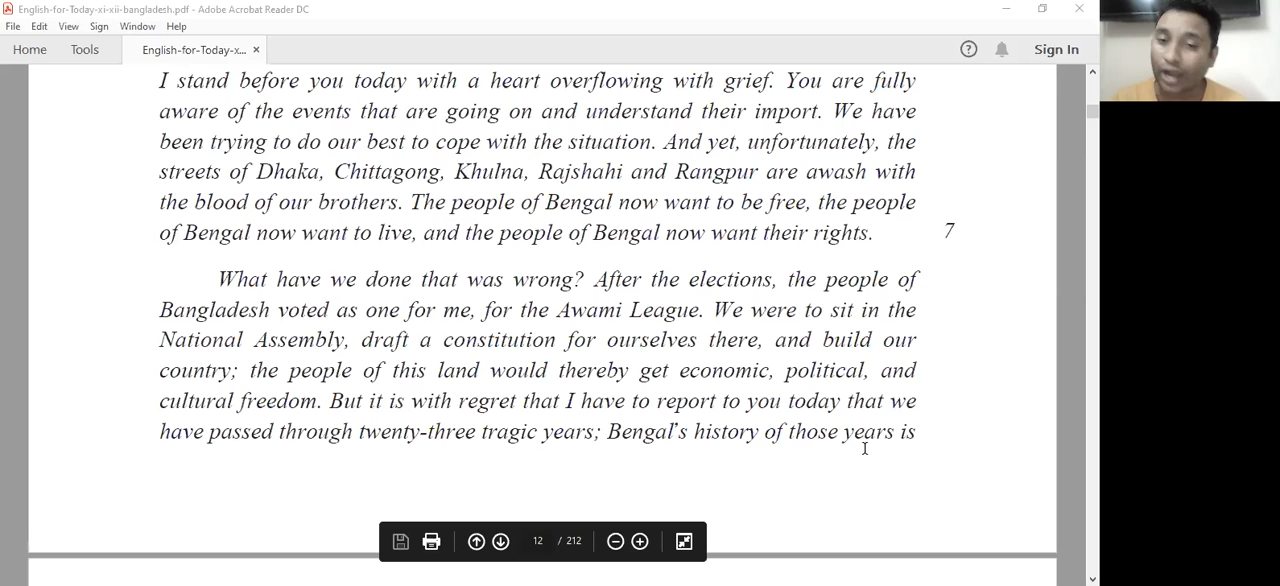 English-for-Today-xi-xii-bangladesh.pdf - Adobe Acrobat Reader DC
File Edit View Sign Window Help
Home Tools English-for-Today-x... × Sign In
I stand before you today with a heart overflowing with grief. You are fully
aware of the events that are going on and understand their import. We have
been trying to do our best to cope with the situation. And yet, unfortunately, the
streets of Dhaka, Chittagong, Khulna, Rajshahi and Rangpur are awash with
the blood of our brothers. The people of Bengal now want to be free, the people
of Bengal now want to live, and the people of Bengal now want their rights. 7
What have we done that was wrong? After the elections, the people of
Bangladesh voted as one for me, for the Awami League. We were to sit in the
National Assembly, draft a constitution for ourselves there, and build our
country; the people of this land would thereby get economic, political, and
cultural freedom. But it is with regret that I have to report to you today that we
have passed through twenty-three tragic years; Bengal's history of those years is
12 / 212